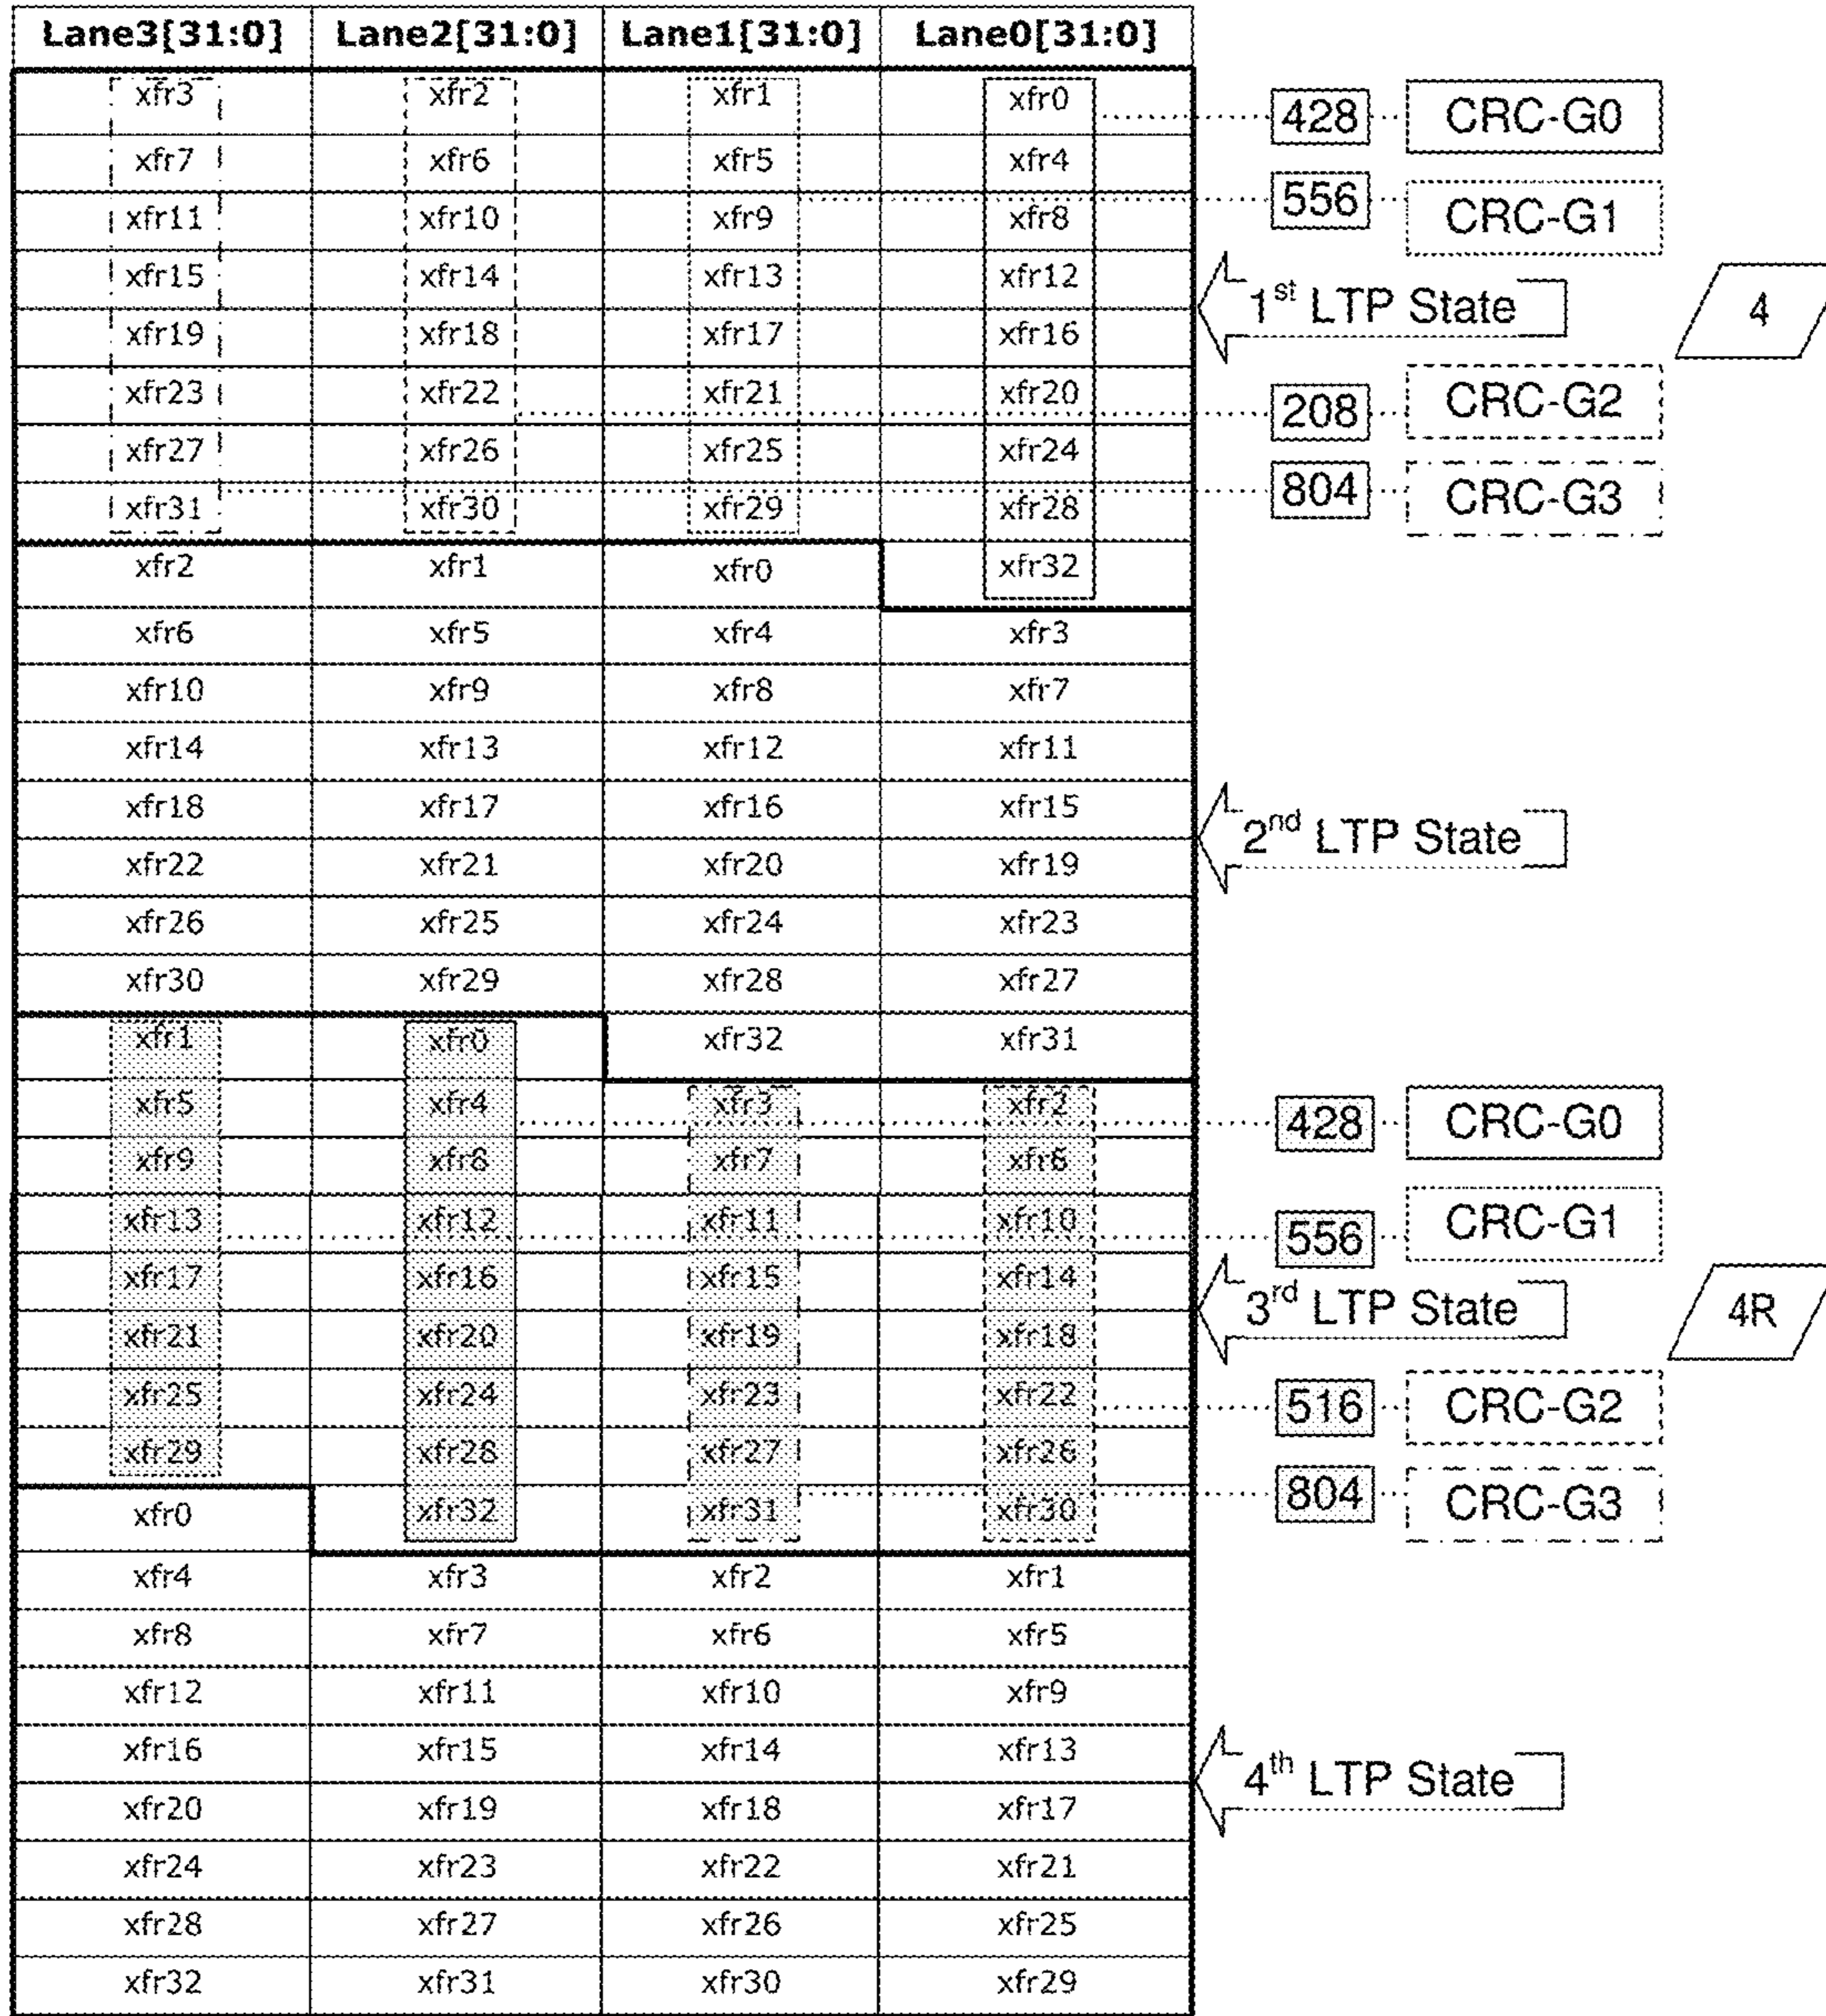 Lane3[31:0] Lane2[31:0] Lane1[31:0] Lane0[31:0]
xfr3 xfr2 xfr1 xfr0 428 CRC-G0
xfr7 xfr6 xfr5 xfr4
556 CRC-G1
xfr11 xfr10 xfr9 xfr8
xfr15 xfr14 xfr13 xfr12
1st LTP State 4
xfr19 xfr18 xfr17 xfr16
xfr23 xfr22 xfr21 xfr20 208 CRC-G2
xfr27 xfr26 xfr25 xfr24
xfr31 xfr30 xfr29 xfr28 804 CRC-G3
xfr2 xfr1 xfr0 xfr32
xfr6 xfr5 xfr4 xfr3
xfr10 xfr9 xfr8 xfr7
xfr14 xfr13 xfr12 xfr11
xfr18 xfr17 xfr16 xfr15
2nd LTP State
xfr22 xfr21 xfr20 xfr19
xfr26 xfr25 xfr24 xfr23
xfr30 xfr29 xfr28 xfr27
xfr1 xfr0 xfr32 xfr31
xfr5 xfr4 xfr3 xfr2 428 CRC-G0
xfr9 xfr8 xfr7 xfr6
xfr13 xfr12 xfr11 xfr10 556 CRC-G1
xfr17 xfr16 xfr15 xfr14
3rd LTP State 4R
xfr21 xfr20 xfr19 xfr18
xfr25 xfr24 xfr23 xfr22 516 CRC-G2
xfr29 xfr28 xfr27 xfr26
xfr0 xfr32 xfr31 xfr30 804 CRC-G3
xfr4 xfr3 xfr2 xfr1
xfr8 xfr7 xfr6 xfr5
xfr12 xfr11 xfr10 xfr9
xfr16 xfr15 xfr14 xfr13
4th LTP State
xfr20 xfr19 xfr18 xfr17
xfr24 xfr23 xfr22 xfr21
xfr28 xfr27 xfr26 xfr25
xfr32 xfr31 xfr30 xfr29